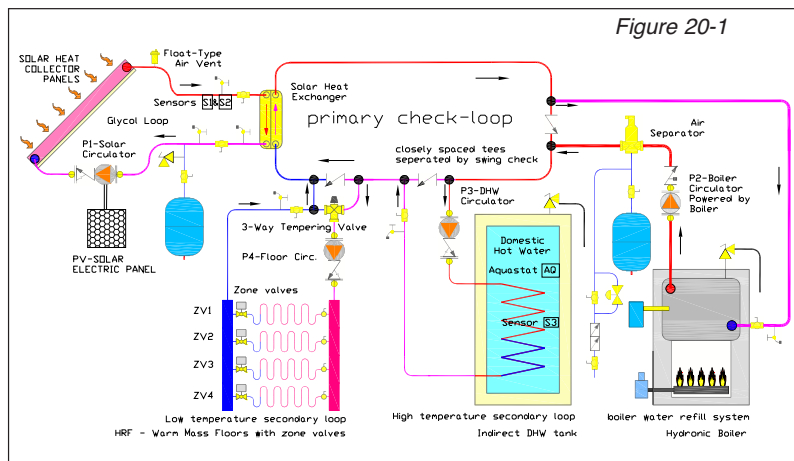 Figure 20-1
SOLAR HEAT
COLLECTOR
PANELS
Float-Type
Air Vent
Sensors S1&S2
Solar Heat
Exchanger
Glycol Loop
primary check-loop
Air
Separator
P1-Solar
Circulator
closely spaced tees
seperated by swing check
P3-DHW
Circulator
P2-Boiler
Circulator
Powered by
Boiler
3-Way Tempering Valve
PV-SOLAR
ELECTRIC PANEL
P4-Floor Circ.
Domestic
Hot Water
Aquastat AQ
Zone valves
ZV1
ZV2
ZV3
ZV4
Sensor S3
Low temperature secondary loop
HRF - Warm Mass Floors with zone valves
High temperature secondary loop
Indirect DHW tank
boiler water refill system
Hydronic Boiler